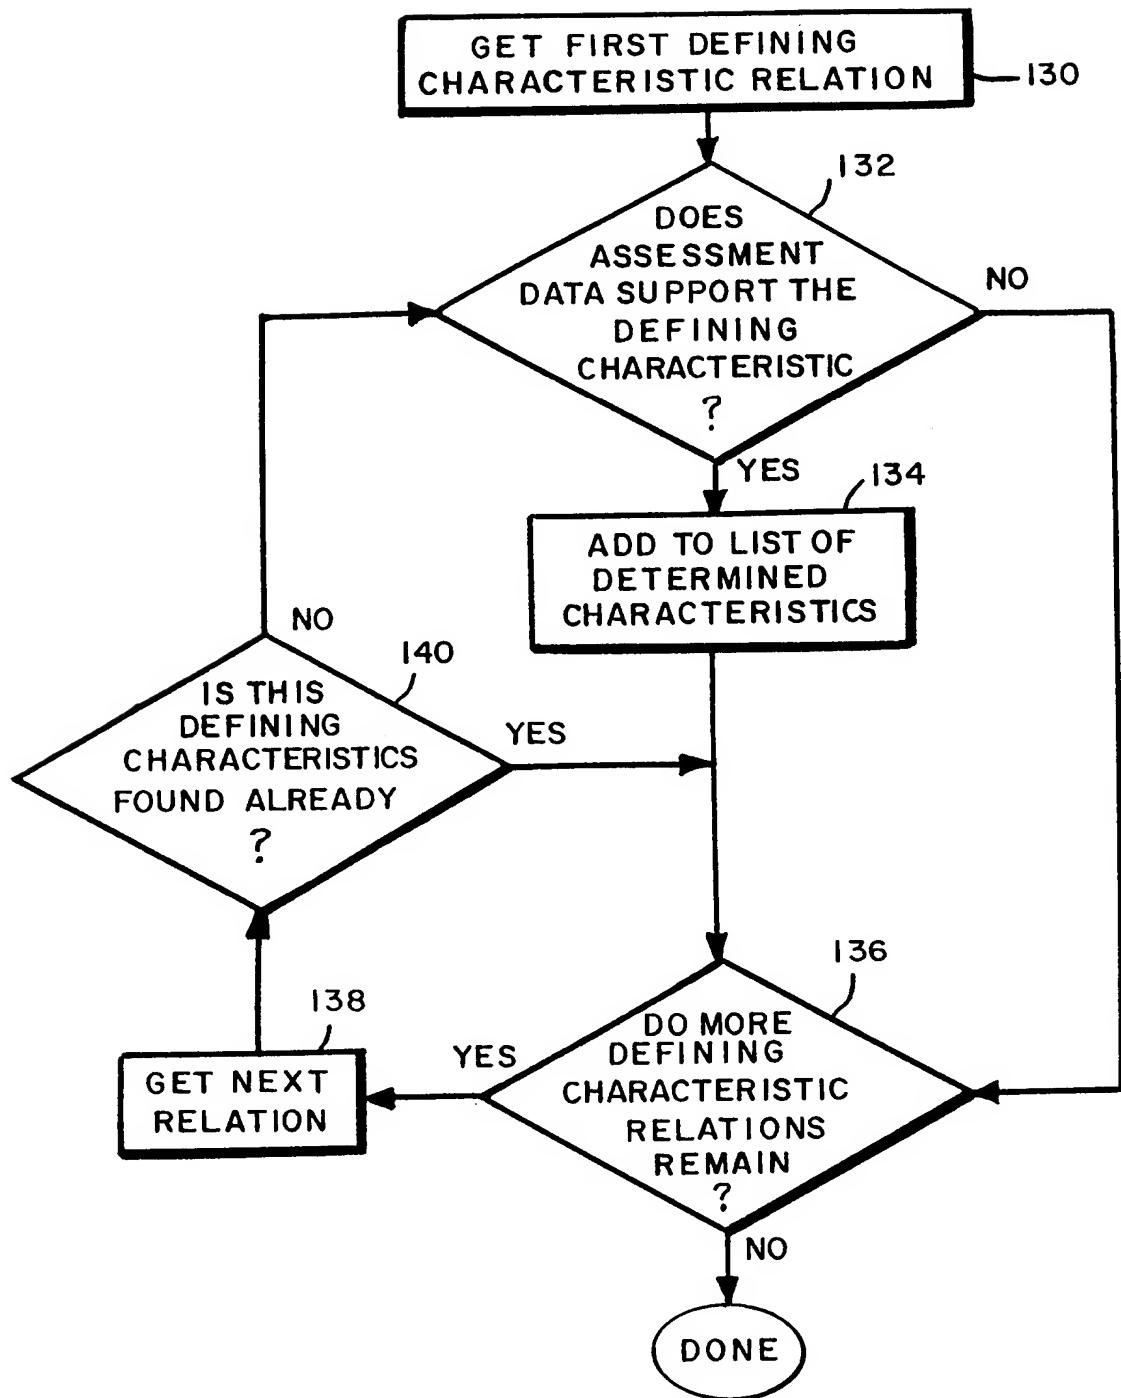 GET FIRST DEFINING
CHARACTERISTIC RELATION
130
132
DOES
ASSESSMENT
DATA SUPPORT THE
DEFINING
CHARACTERISTIC
?
NO
YES
134
ADD TO LIST OF
DETERMINED
CHARACTERISTICS
NO
140
IS THIS
DEFINING
CHARACTERISTICS
FOUND ALREADY
?
YES
136
DO MORE
DEFINING
CHARACTERISTIC
RELATIONS
REMAIN
?
YES
138
GET NEXT
RELATION
NO
DONE